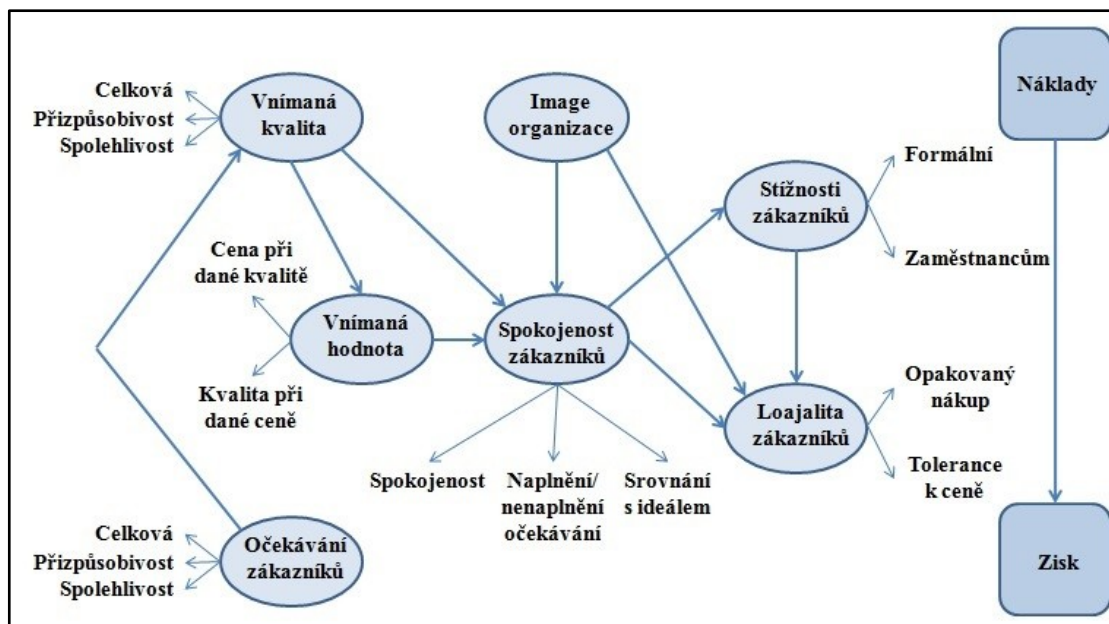 Celková
Přizpůsobivost
Spolehlivost
Vnímaná
kvalita
Image
organizace
Náklady
Stížnosti
zákazníků
Formální
Zaměstnancům
Cena při
dané kvalitě
Vnímaná
hodnota
Kvalita při
dané ceně
Spokojenost
zákazníků
Loajalita
zákazníků
Opakovaný
nákup
Tolerance
k ceně
Spokojenost
Naplnění/
nenaplnění
očekávání
Srovnání
s ideálem
Celková
Přizpůsobivost
Spolehlivost
Očekávání
zákazníků
Zisk